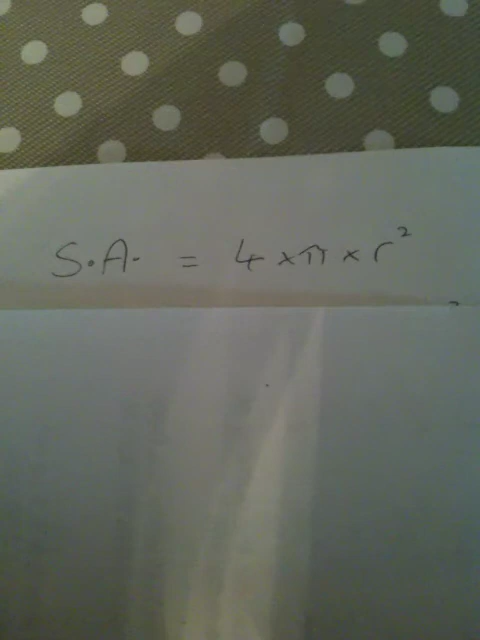 S.A. = 4 × π × r²